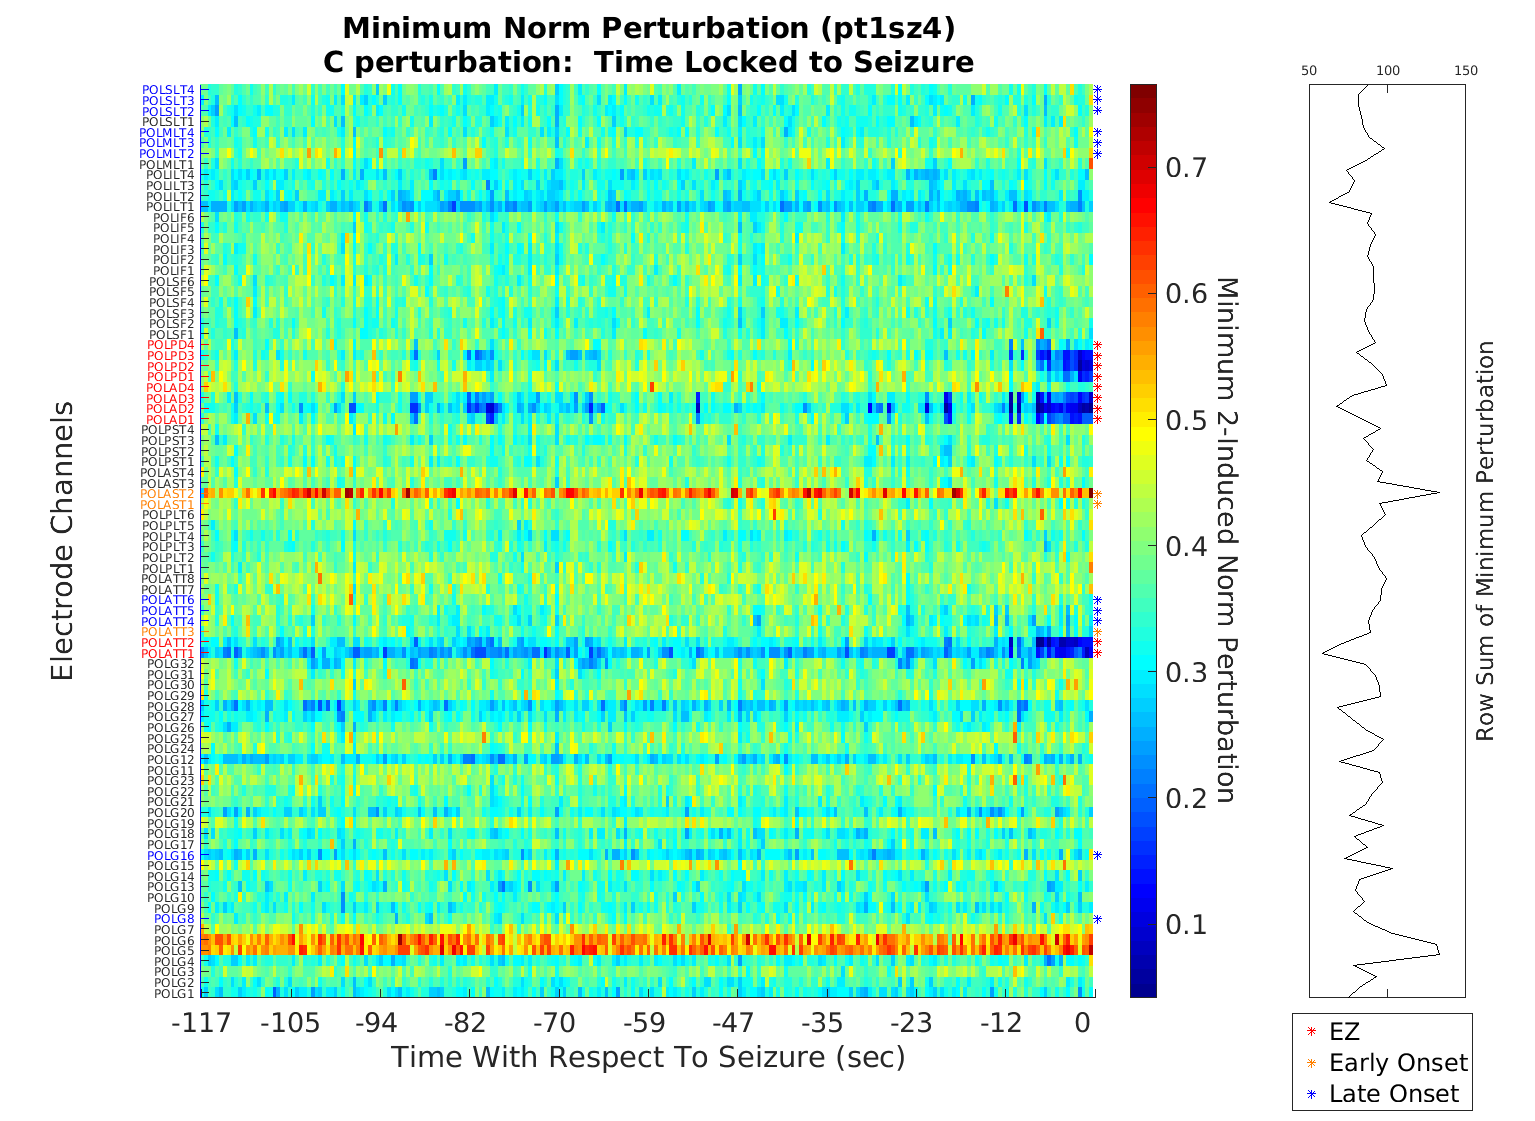 Minimum Norm Perturbation (pt1sz4)
C perturbation:  Time Locked to Seizure
Electrode Channels
POLSLT4
POLSLT3
POLSLT2
POLSLT1
POLMLT4
POLMLT3
POLMLT2
POLMLT1
POLILT4
POLILT3
POLILT2
POLILT1
POLIF6
POLIF5
POLIF4
POLIF3
POLIF2
POLIF1
POLSF6
POLSF5
POLSF4
POLSF3
POLSF2
POLSF1
POLPD4
POLPD3
POLPD2
POLPD1
POLAD4
POLAD3
POLAD2
POLAD1
POLPST4
POLPST3
POLPST2
POLPST1
POLAST4
POLAST3
POLAST2
POLAST1
POLPLT6
POLPLT5
POLPLT4
POLPLT3
POLPLT2
POLPLT1
POLATT8
POLATT7
POLATT6
POLATT5
POLATT4
POLATT3
POLATT2
POLATT1
POLG32
POLG31
POLG30
POLG29
POLG28
POLG27
POLG26
POLG25
POLG24
POLG12
POLG11
POLG23
POLG22
POLG21
POLG20
POLG19
POLG18
POLG17
POLG16
POLG15
POLG14
POLG13
POLG10
POLG9
POLG8
POLG7
POLG6
POLG5
POLG4
POLG3
POLG2
POLG1
-117 -105 -94 -82 -70 -59 -47 -35 -23 -12 0
Time With Respect To Seizure (sec)
0.7
0.6
0.5
0.4
0.3
0.2
0.1
Minimum 2-Induced Norm Perturbation
50 100 150
Row Sum of Minimum Perturbation
EZ
Early Onset
Late Onset